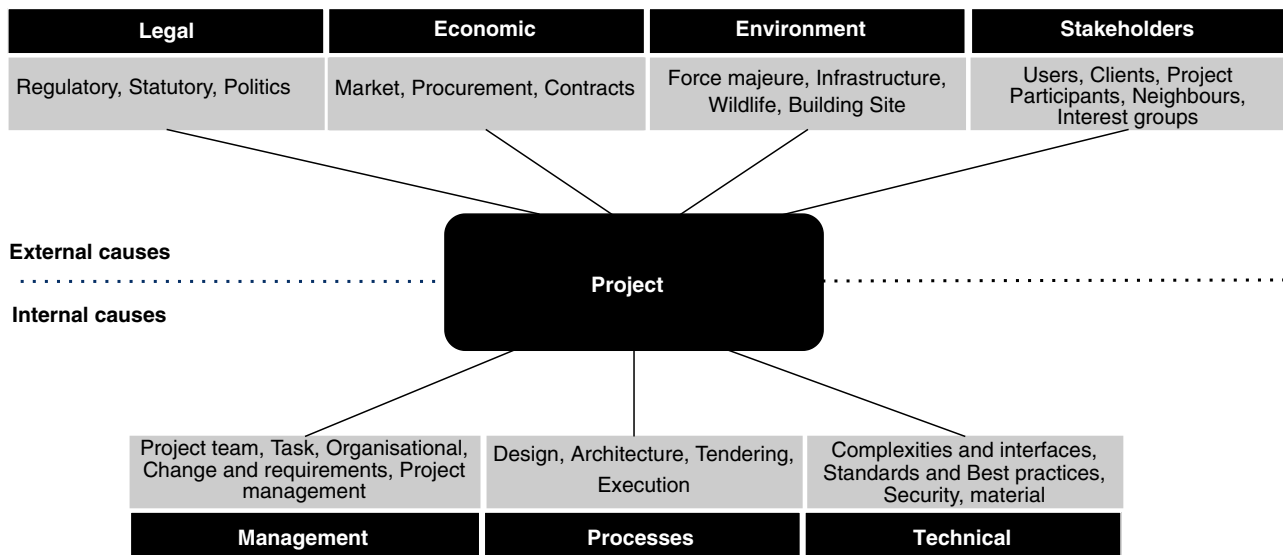 Legal
Economic
Environment
Stakeholders
Regulatory, Statutory, Politics
Market, Procurement, Contracts
Force majeure, Infrastructure,
Wildlife, Building Site
Users, Clients, Project
Participants, Neighbours,
Interest groups
External causes
Project
Internal causes
Project team, Task, Organisational,
Change and requirements, Project
management
Design, Architecture, Tendering,
Execution
Complexities and interfaces,
Standards and Best practices,
Security, material
Management
Processes
Technical